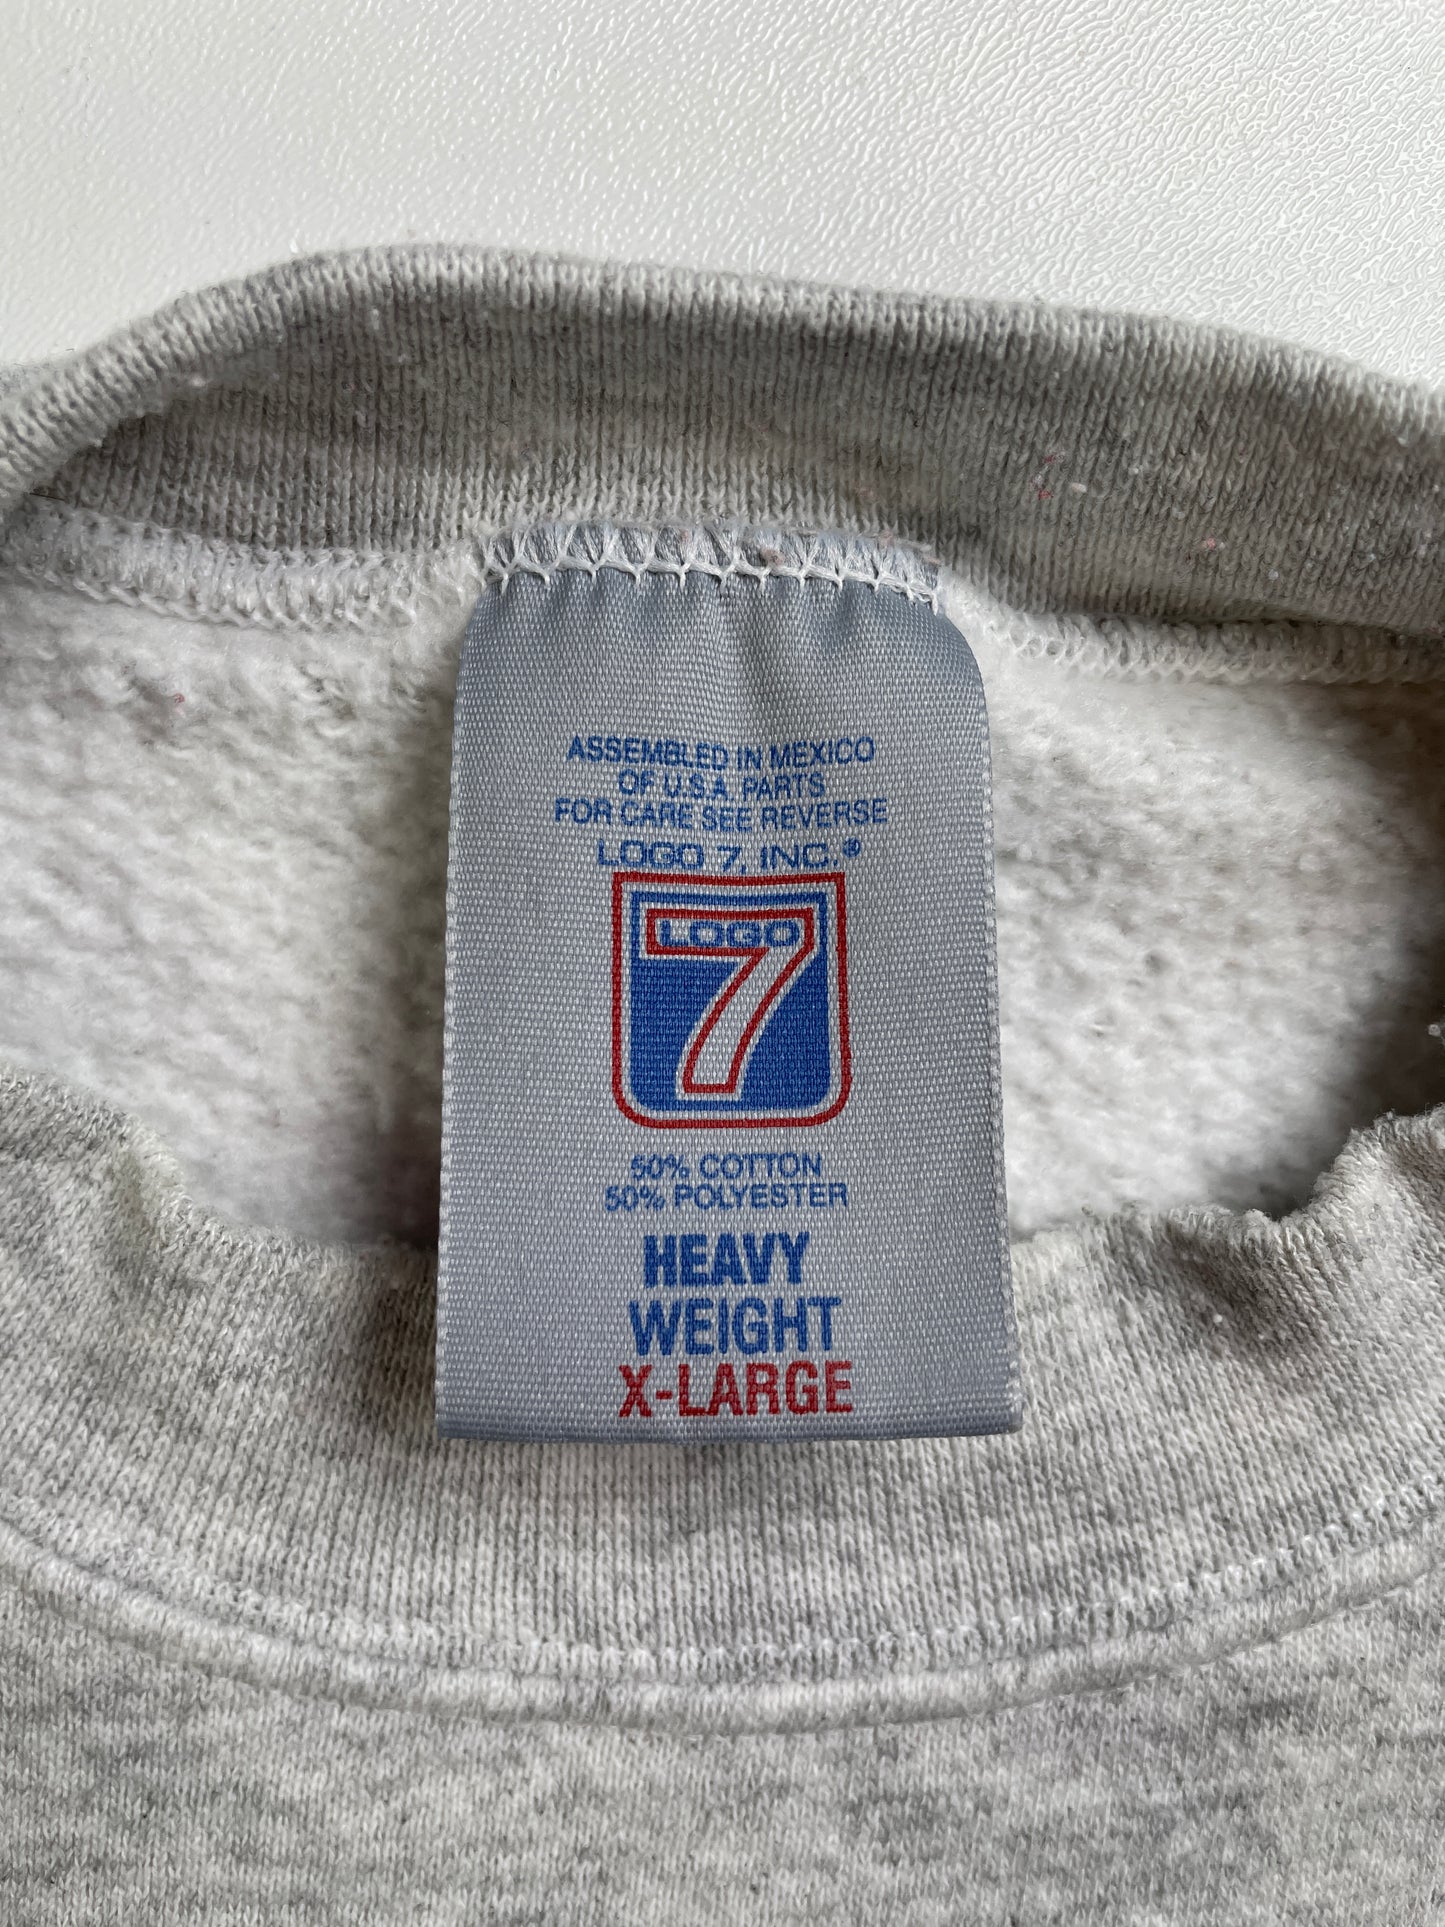 ASSEMBLED IN MEXICO
OF U.S.A. PARTS
FOR CARE SEE REVERSE
LOGO 7, INC.®
LOGO
7
50% COTTON
50% POLYESTER
HEAVY
WEIGHT
X-LARGE